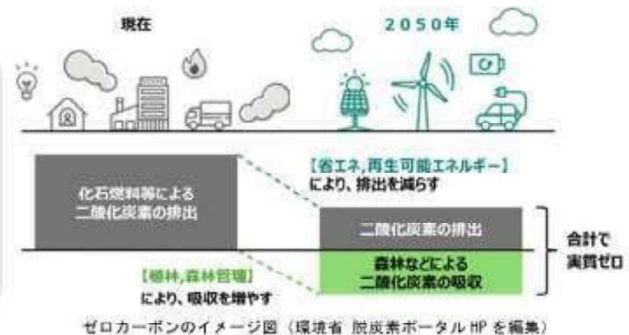 現在
2050年
【省エネ,再生可能エネルギー】
により、排出を減らす
化石燃料等による
二酸化炭素の排出
二酸化炭素の排出
森林などによる
二酸化炭素の吸収
合計で
実質ゼロ
【植林,森林管理】
により、吸収を増やす
ゼロカーボンのイメージ図（環境省 脱炭素ポータルHPを編集）